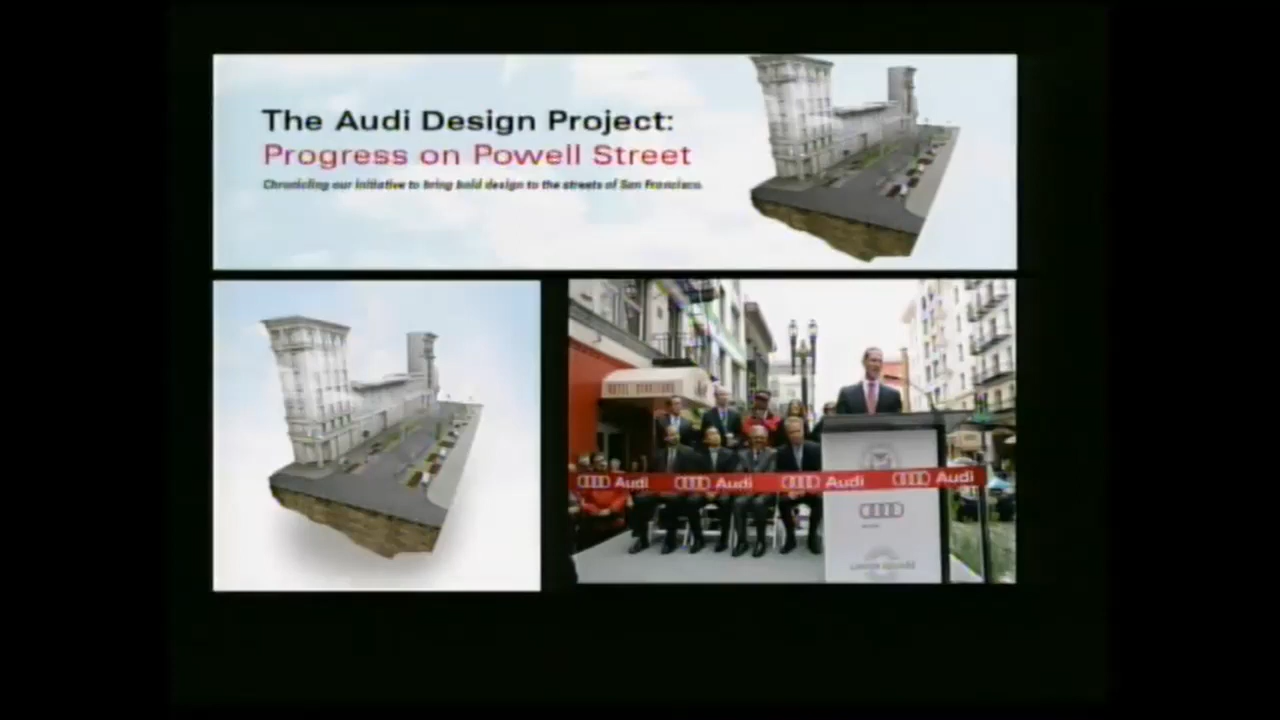 The Audi Design Project:
Progress on Powell Street
Chronicling our initiative to bring bold design to the streets of San Francisco.
HOTEL
Audi Audi Audi Audi